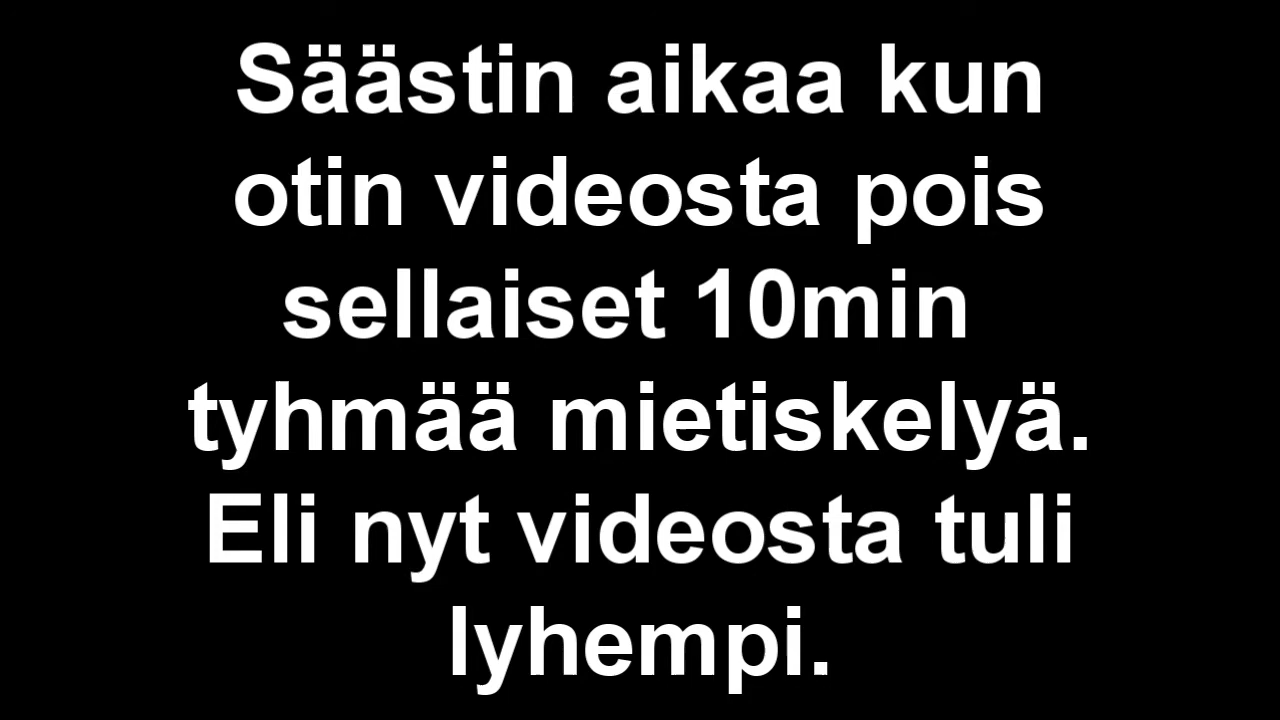 Säästin aikaa kun
otin videosta pois
sellaiset 10min
tyhmää mietiskelyä.
Eli nyt videosta tuli
lyhempi.